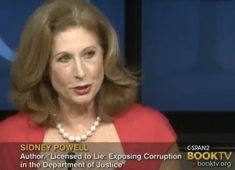 SIDNEY POWELL
Author, "Licensed to Lie: Exposing Corruption
in the Department of Justice"
C-SPAN2
BOOKTV
booktv.org